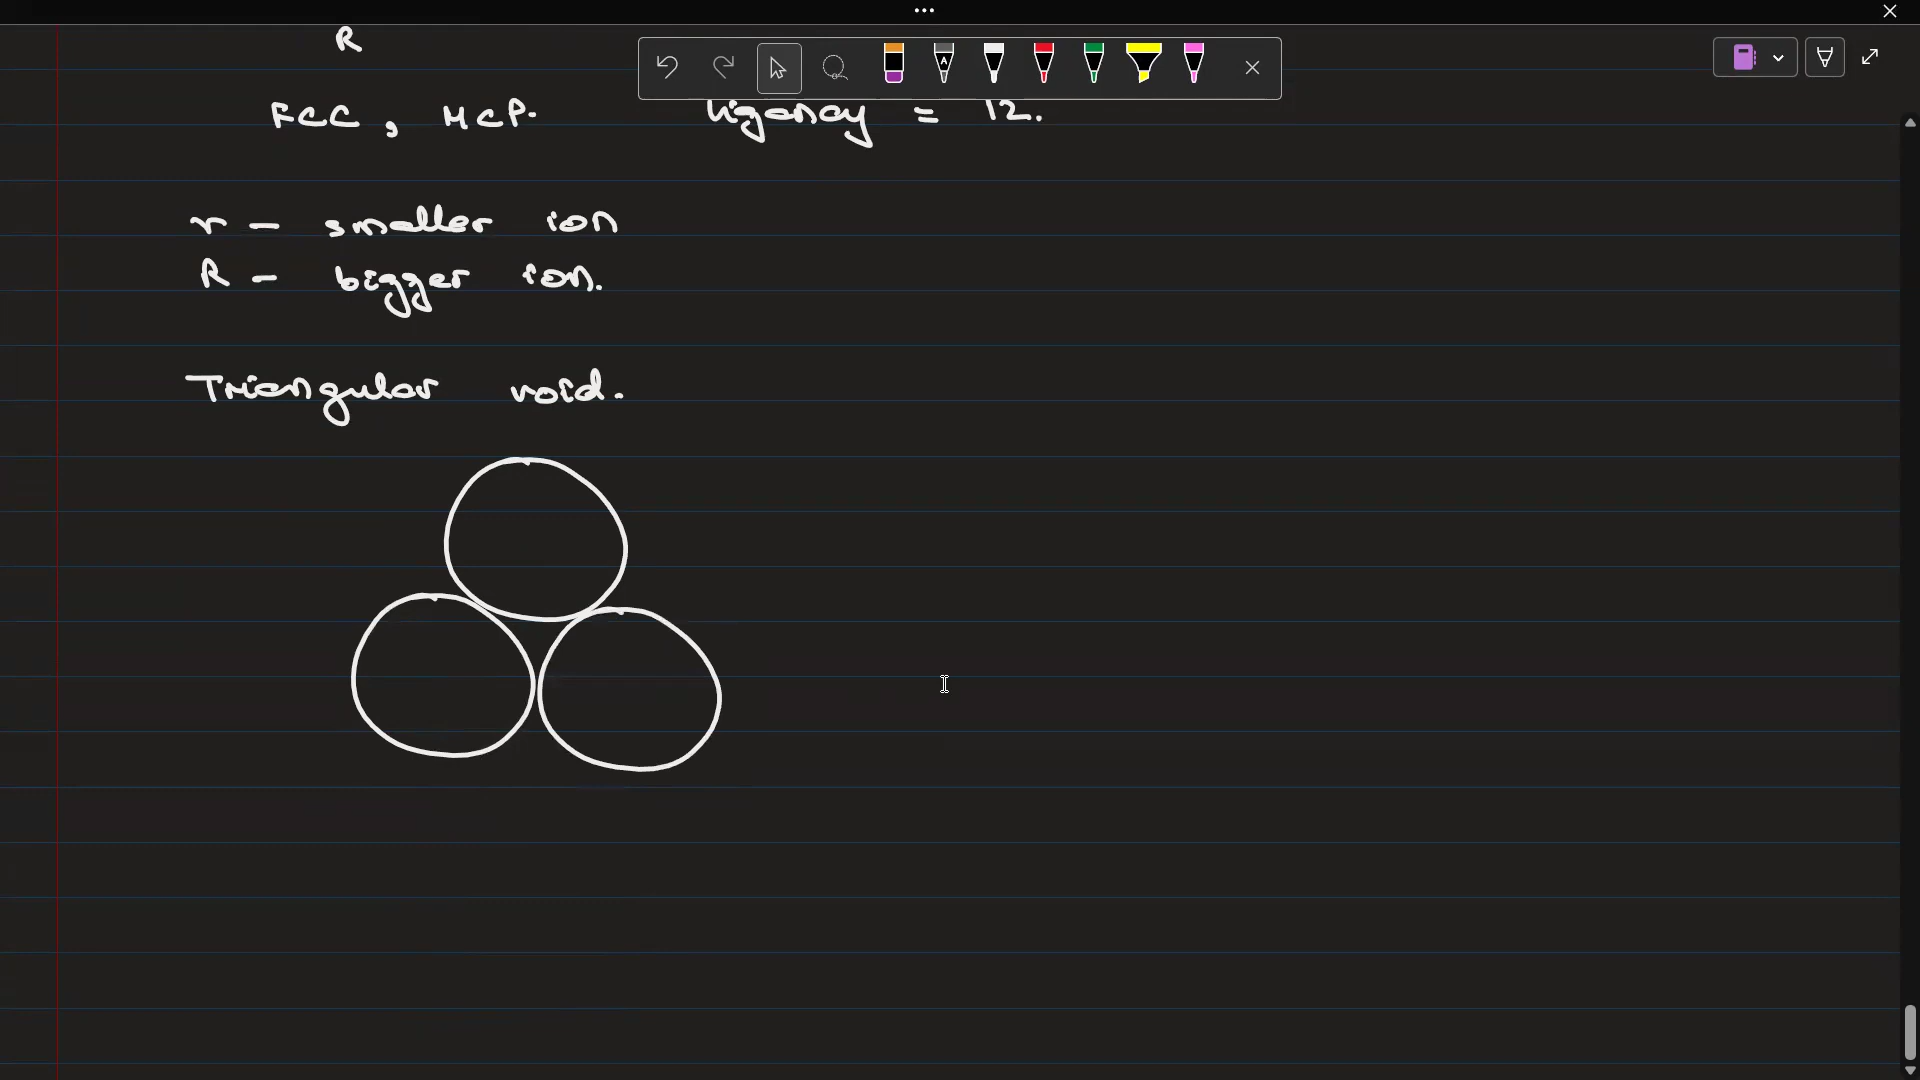 R
FCC, HCP. ligancy = 12.
r - smaller ion
R - bigger ion.
Triangular void.